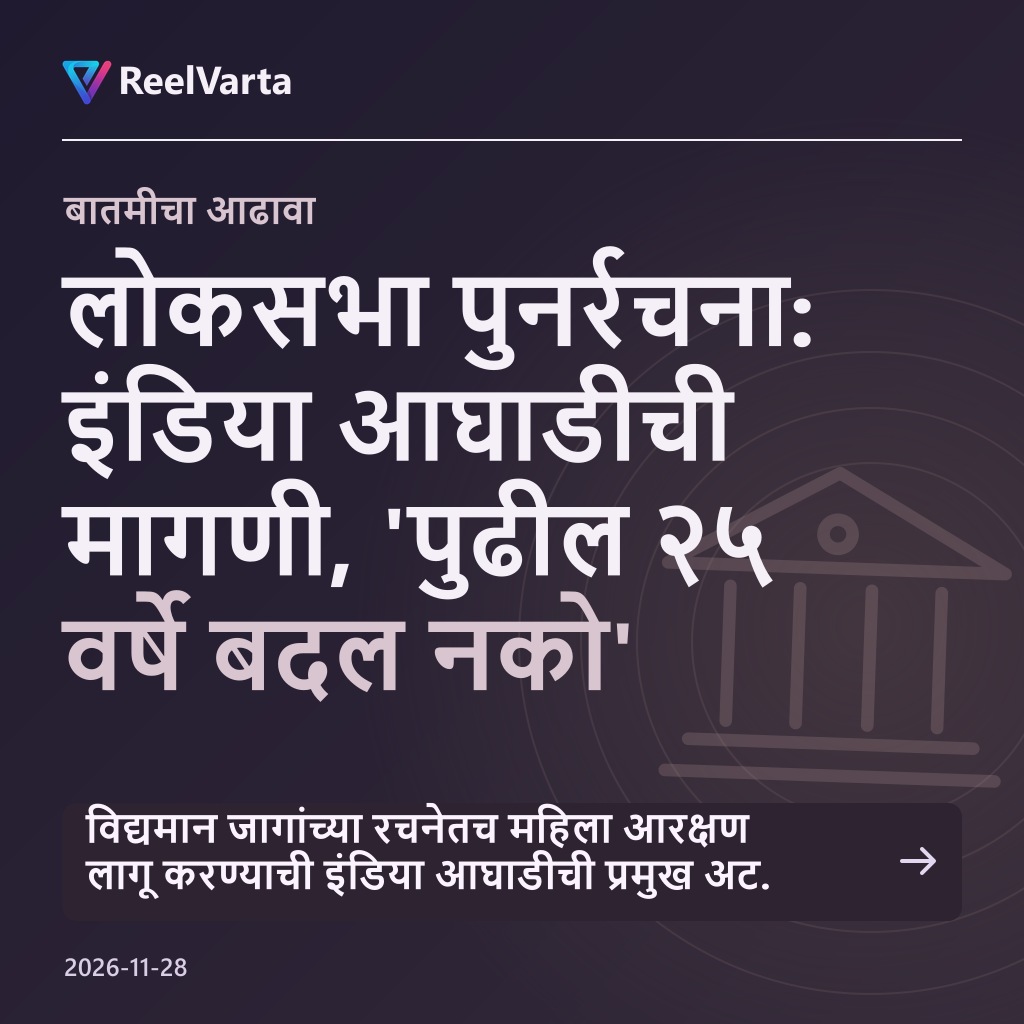 ReelVarta
बातमीचा आढावा
लोकसभा पुनर्रचना:
इंडिया आघाडीची
मागणी, 'पुढील २५
वर्षे बदल नको'
विद्यमान जागांच्या रचनेतच महिला आरक्षण
लागू करण्याची इंडिया आघाडीची प्रमुख अट.
2026-11-28